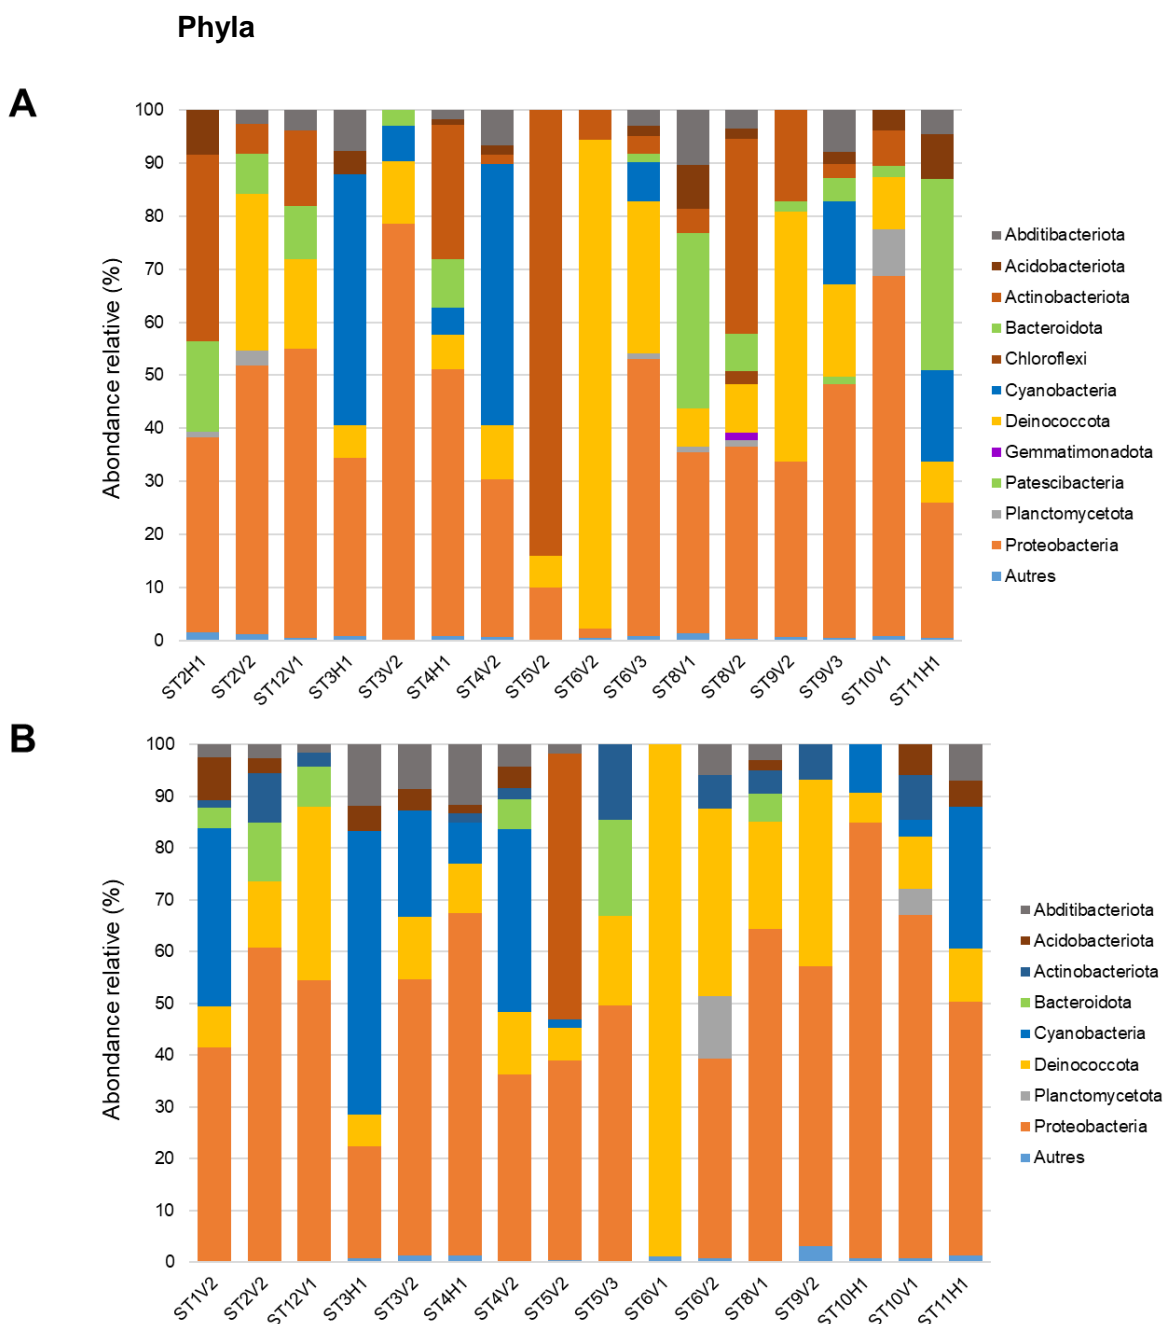 Phyla
A
Abondance relative (%)
100
90
80
70
60
50
40
30
20
10
0
ST2H1
ST2V2
ST12V1
ST3H1
ST3V2
ST4H1
ST4V2
ST5V2
ST6V2
ST6V3
ST8V1
ST8V2
ST9V2
ST9V3
ST10V1
ST11H1
Abditibacteriota
Acidobacteriota
Actinobacteriota
Bacteroidota
Chloroflexi
Cyanobacteria
Deinococcota
Gemmatimonadota
Patescibacteria
Planctomycetota
Proteobacteria
Autres
B
Abondance relative (%)
100
90
80
70
60
50
40
30
20
10
0
ST1V2
ST2V2
ST12V1
ST3H1
ST3V2
ST4H1
ST4V2
ST5V2
ST5V3
ST6V1
ST6V2
ST8V1
ST9V2
ST10H1
ST10V1
ST11H1
Abditibacteriota
Acidobacteriota
Actinobacteriota
Bacteroidota
Cyanobacteria
Deinococcota
Planctomycetota
Proteobacteria
Autres